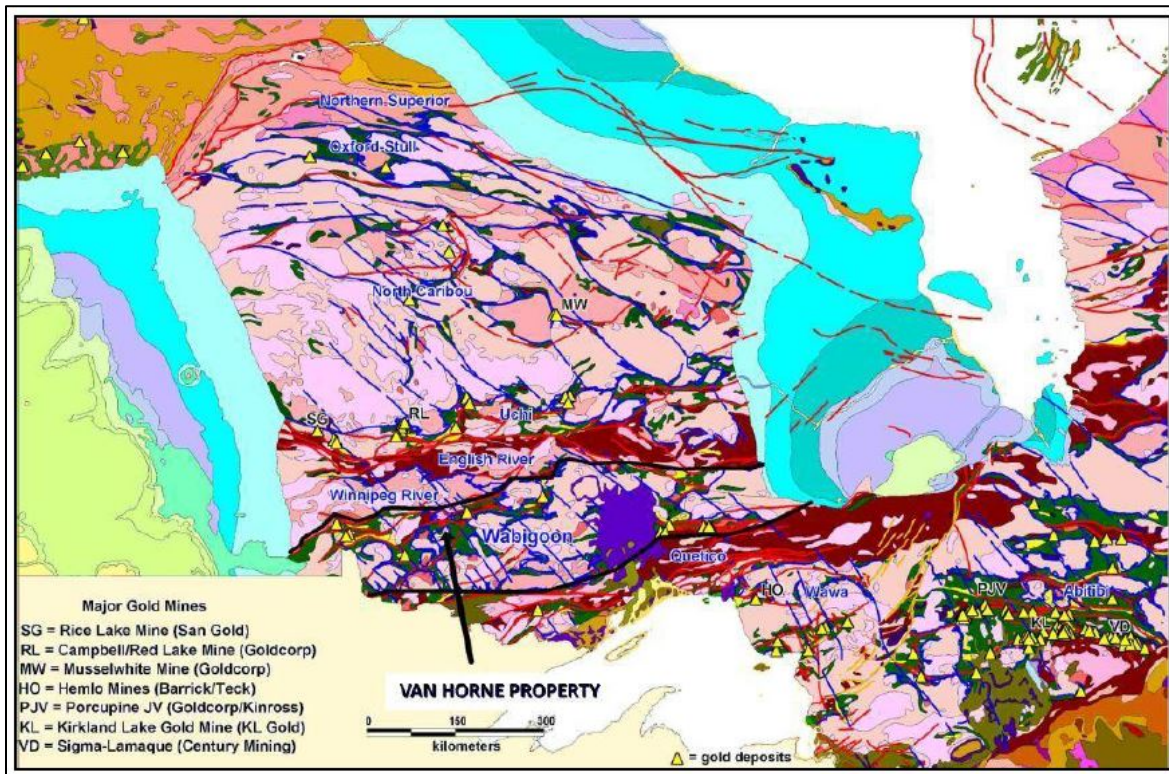 Northern Superior
Oxford-Stull
North Caribou
MW
SG
RL
Uchi
English River
Winnipeg River
Wabigoon
Quetico
HO
Wawa
PJV
Abitibi
KL
VD
Major Gold Mines
SG = Rice Lake Mine (San Gold)
RL = Campbell/Red Lake Mine (Goldcorp)
MW = Musselwhite Mine (Goldcorp)
HO = Hemlo Mines (Barrick/Teck)
PJV = Porcupine JV (Goldcorp/Kinross)
KL = Kirkland Lake Gold Mine (KL Gold)
VD = Sigma-Lamaque (Century Mining)
VAN HORNE PROPERTY
0 150 300
kilometers
= gold deposits